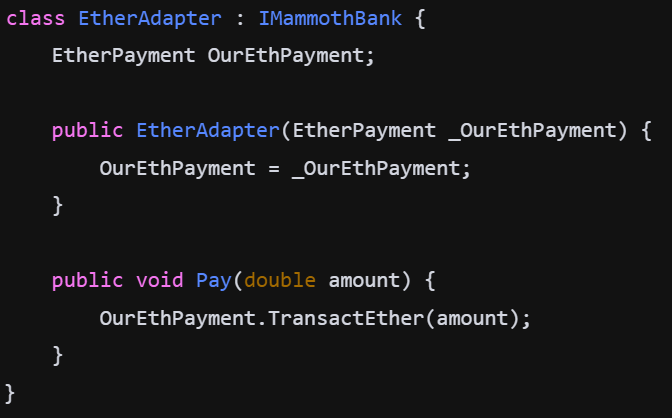 class EtherAdapter : IMammothBank {
    EtherPayment OurEthPayment;

    public EtherAdapter(EtherPayment _OurEthPayment) {
        OurEthPayment = _OurEthPayment;
    }

    public void Pay(double amount) {
        OurEthPayment.TransactEther(amount);
    }
}